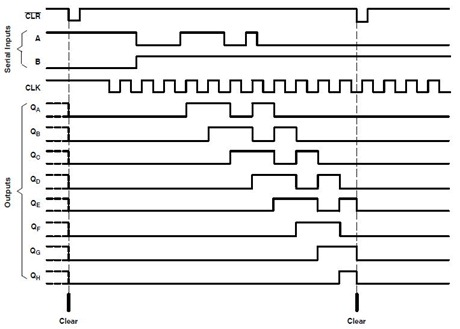 CLR
Serial Inputs
A
B
CLK
Outputs
QA
QB
QC
QD
QE
QF
QG
QH
Clear
Clear